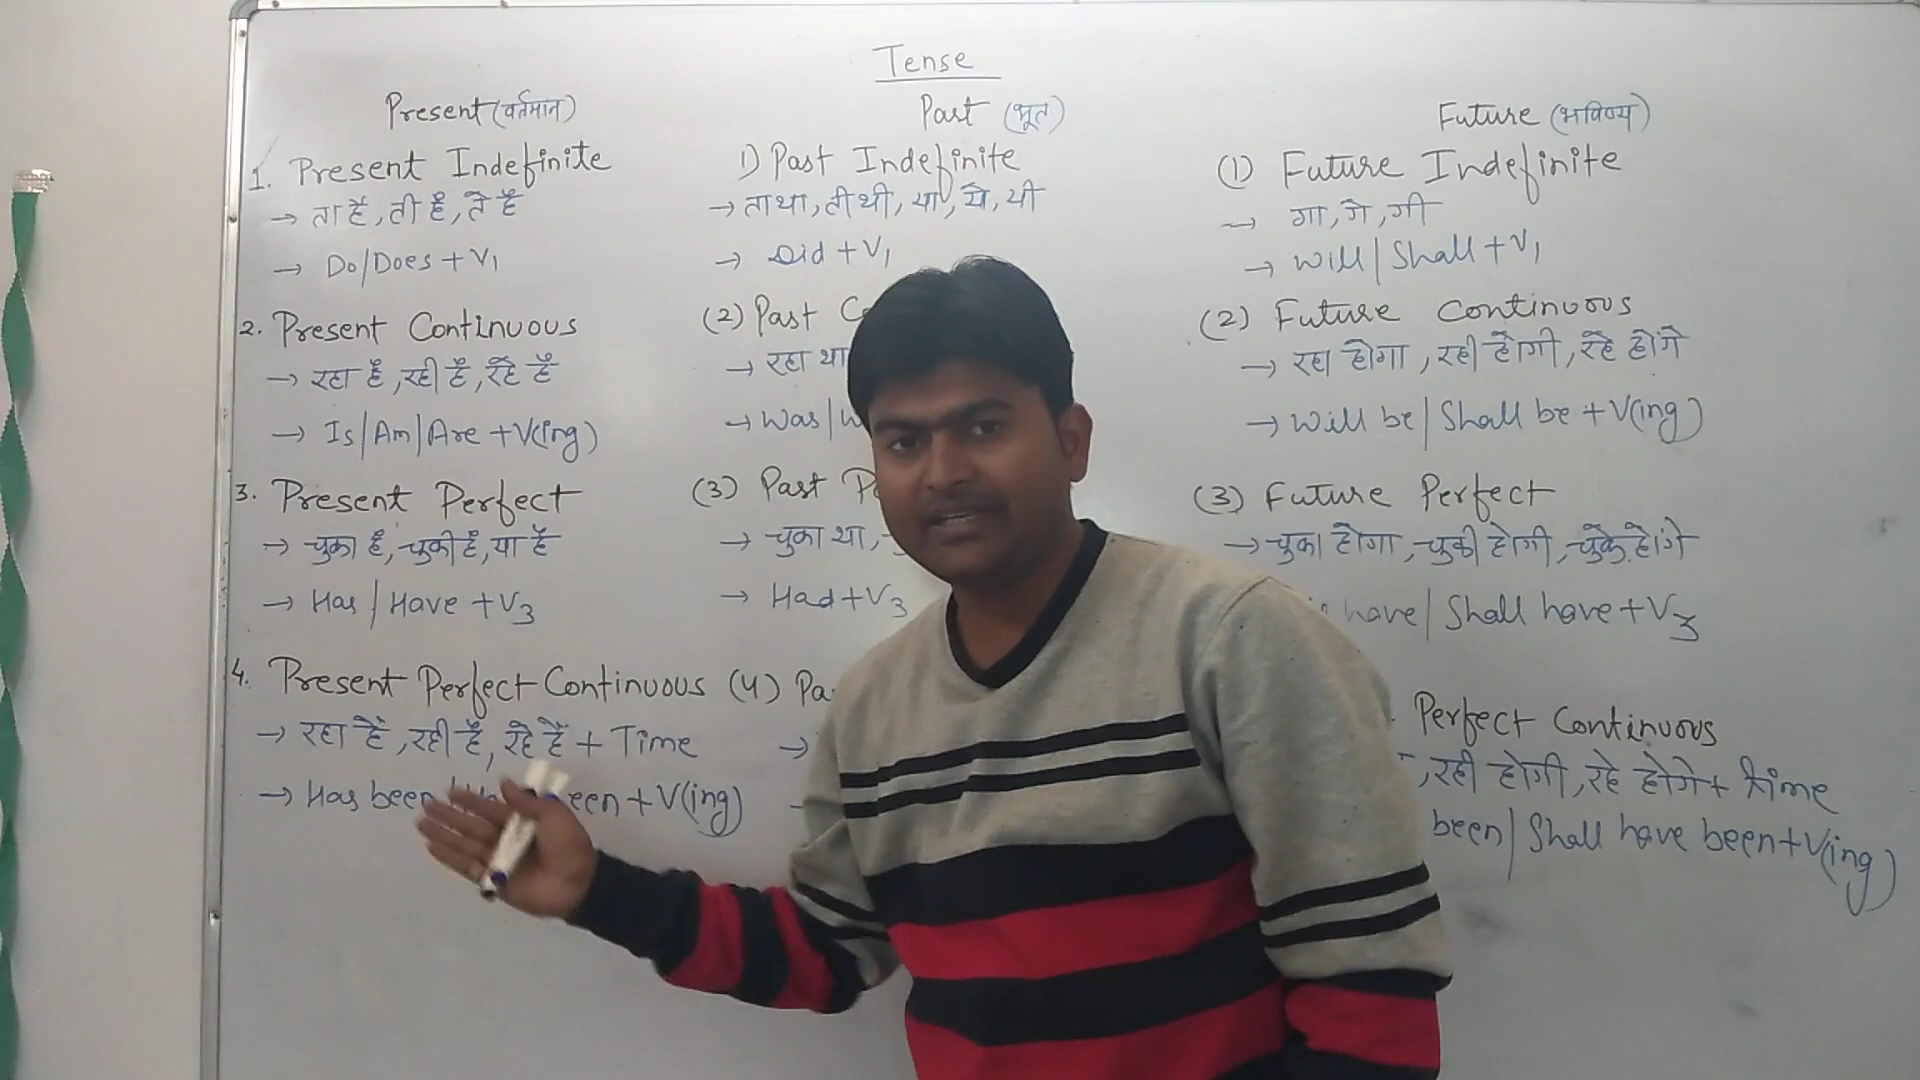 Tense
Present (वर्तमान)
1. Present Indefinite
→ ता है, ती है, ते है
→ Do/Does + V1
2. Present Continuous
→ रहा है, रही है, रहे है
→ Is/Am/Are + V(ing)
3. Present Perfect
→ चुका है, चुकी है, या है
→ Has/Have + V3
4. Present Perfect Continuous
→ रहा है, रही है, रहे है + Time
→ Has been + V(ing)
Past (भूत)
1) Past Indefinite
→ ता था, ती थी, या, ये, यी
→ Did + V1
(2) Past
→ रहा था
→ Was/
(3) Past
→ चुका था,
→ Had + V3
(4)
→
Future (भविष्य)
(1) Future Indefinite
→ गा, गे, गी
→ Will/Shall + V1
(2) Future Continuous
→ रहा होगा, रही होगी, रहे होंगे
→ Will be/Shall be + V(ing)
(3) Future Perfect
→ चुका होगा, चुकी होगी, चुके होंगे
have/Shall have + V3
Perfect Continuous
, रही होगी, रहे होगे + time
been/Shall have been + V(ing)